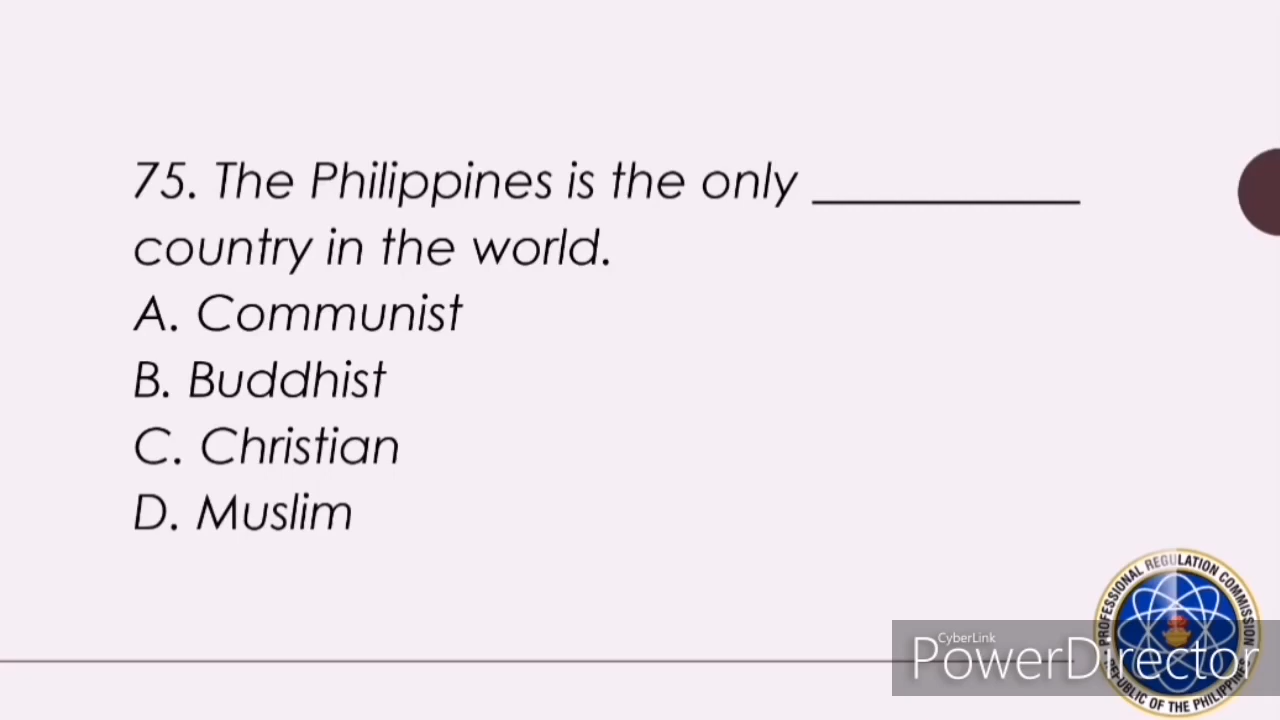 75. The Philippines is the only __________
country in the world.
A. Communist
B. Buddhist
C. Christian
D. Muslim
PROFESSIONAL REGULATION COMMISSION
REPUBLIC OF THE PHILIPPINES
CyberLink
PowerDirector